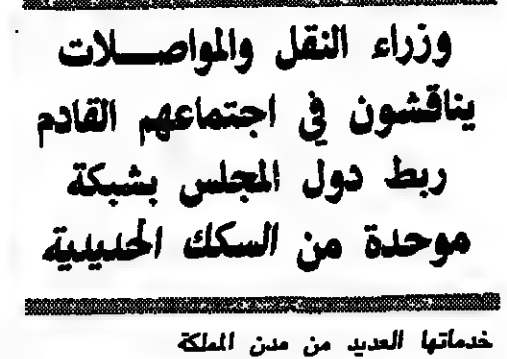 وزراء النقل والمواصـــلات
يناقشون في اجتماعهم القادم
ربط دول المجلس بشبكة
موحدة من السكك الحديدية
خدماتها العديد من مدن المملكة